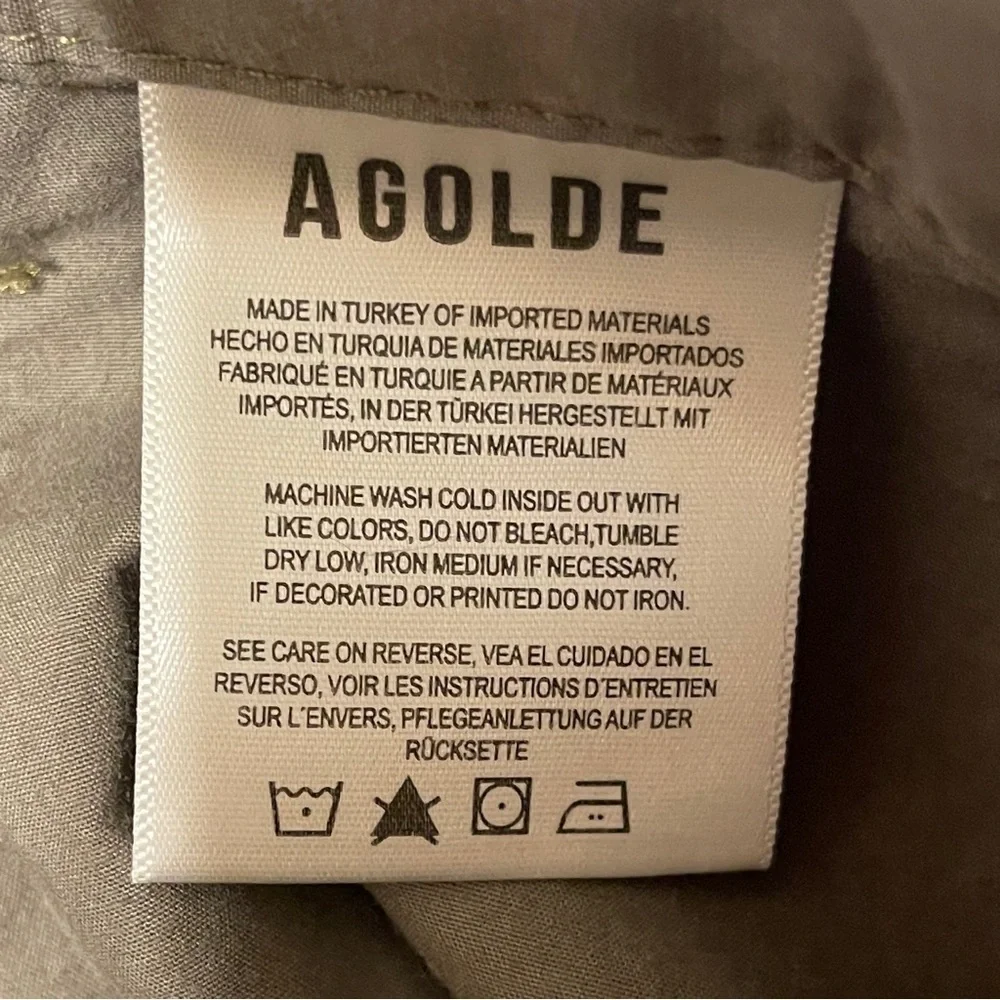 AGOLDE
MADE IN TURKEY OF IMPORTED MATERIALS
HECHO EN TURQUIA DE MATERIALES IMPORTADOS
FABRIQUÉ EN TURQUIE A PARTIR DE MATÉRIAUX
IMPORTÉS, IN DER TÜRKEI HERGESTELLT MIT
IMPORTIERTEN MATERIALIEN
MACHINE WASH COLD INSIDE OUT WITH
LIKE COLORS, DO NOT BLEACH,TUMBLE
DRY LOW, IRON MEDIUM IF NECESSARY,
IF DECORATED OR PRINTED DO NOT IRON.
SEE CARE ON REVERSE, VEA EL CUIDADO EN EL
REVERSO, VOIR LES INSTRUCTIONS D´ENTRETIEN
SUR L´ENVERS, PFLEGEANLETTUNG AUF DER
RÜCKSETTE